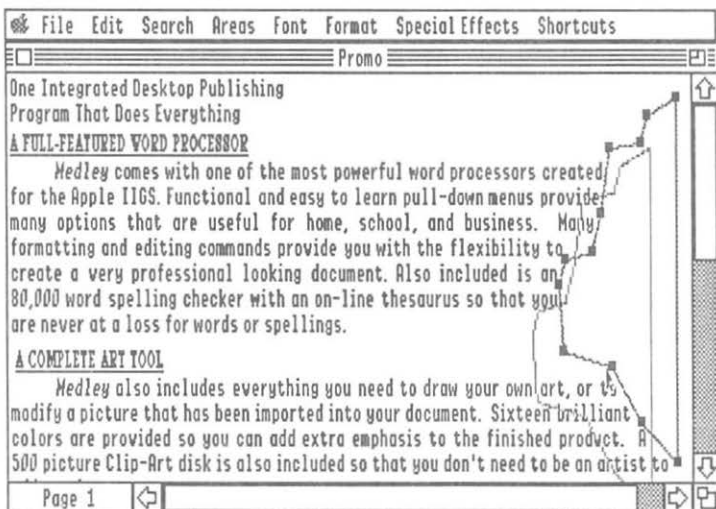 File Edit Search Areas Font Format Special Effects Shortcuts
Promo
One Integrated Desktop Publishing
Program That Does Everything
A FULL-FEATURED WORD PROCESSOR
Medley comes with one of the most powerful word processors created
for the Apple IIGS. Functional and easy to learn pull-down menus provide
many options that are useful for home, school, and business. Many
formatting and editing commands provide you with the flexibility to
create a very professional looking document. Also included is an
80,000 word spelling checker with an on-line thesaurus so that you
are never at a loss for words or spellings.
A COMPLETE ART TOOL
Medley also includes everything you need to draw your own art, or to
modify a picture that has been imported into your document. Sixteen brilliant
colors are provided so you can add extra emphasis to the finished product. A
500 picture Clip-Art disk is also included so that you don't need to be an artist to
Page 1